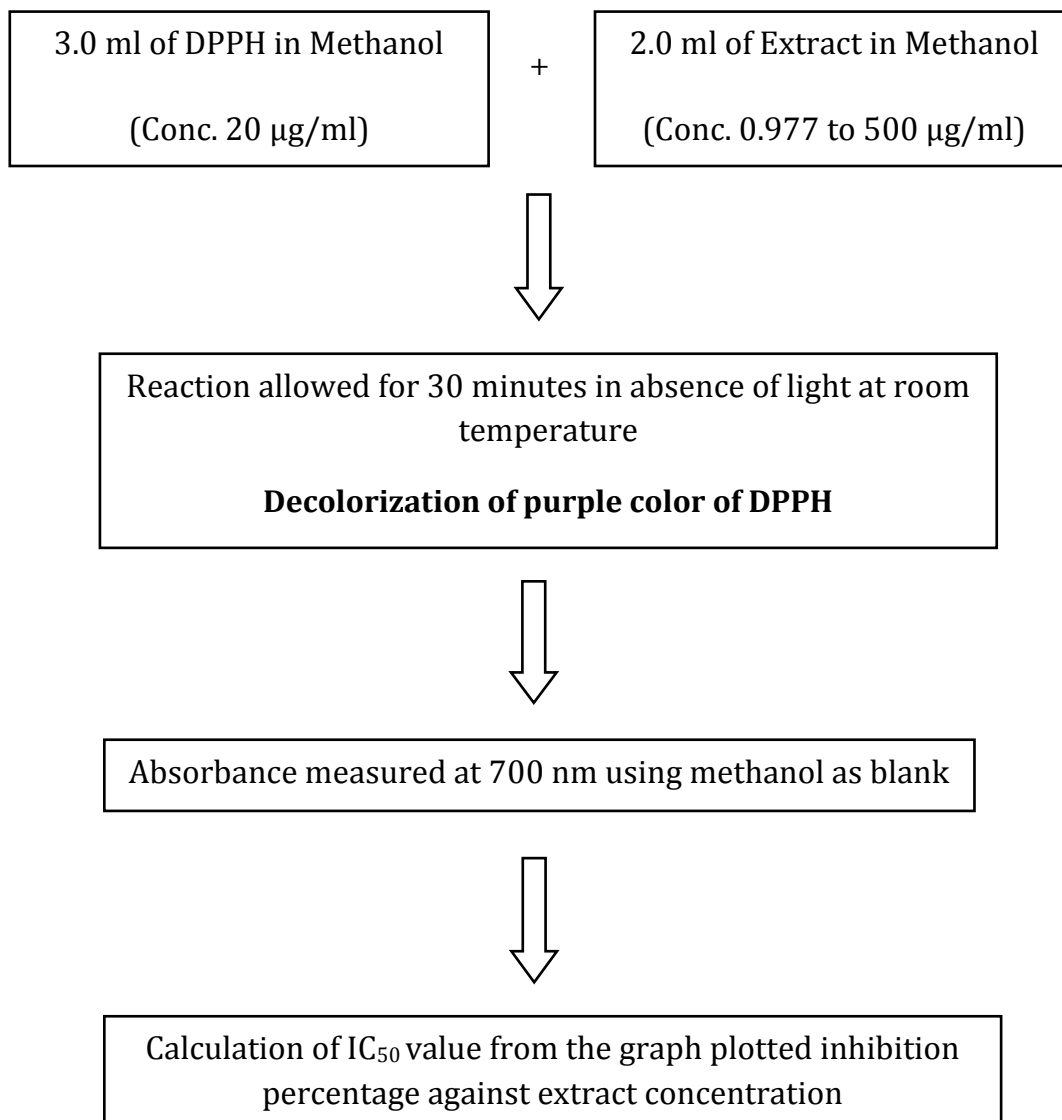 3.0 ml of DPPH in Methanol
(Conc. 20 µg/ml)
+
2.0 ml of Extract in Methanol
(Conc. 0.977 to 500 µg/ml)
Reaction allowed for 30 minutes in absence of light at room
temperature
Decolorization of purple color of DPPH
Absorbance measured at 700 nm using methanol as blank
Calculation of IC₅₀ value from the graph plotted inhibition
percentage against extract concentration